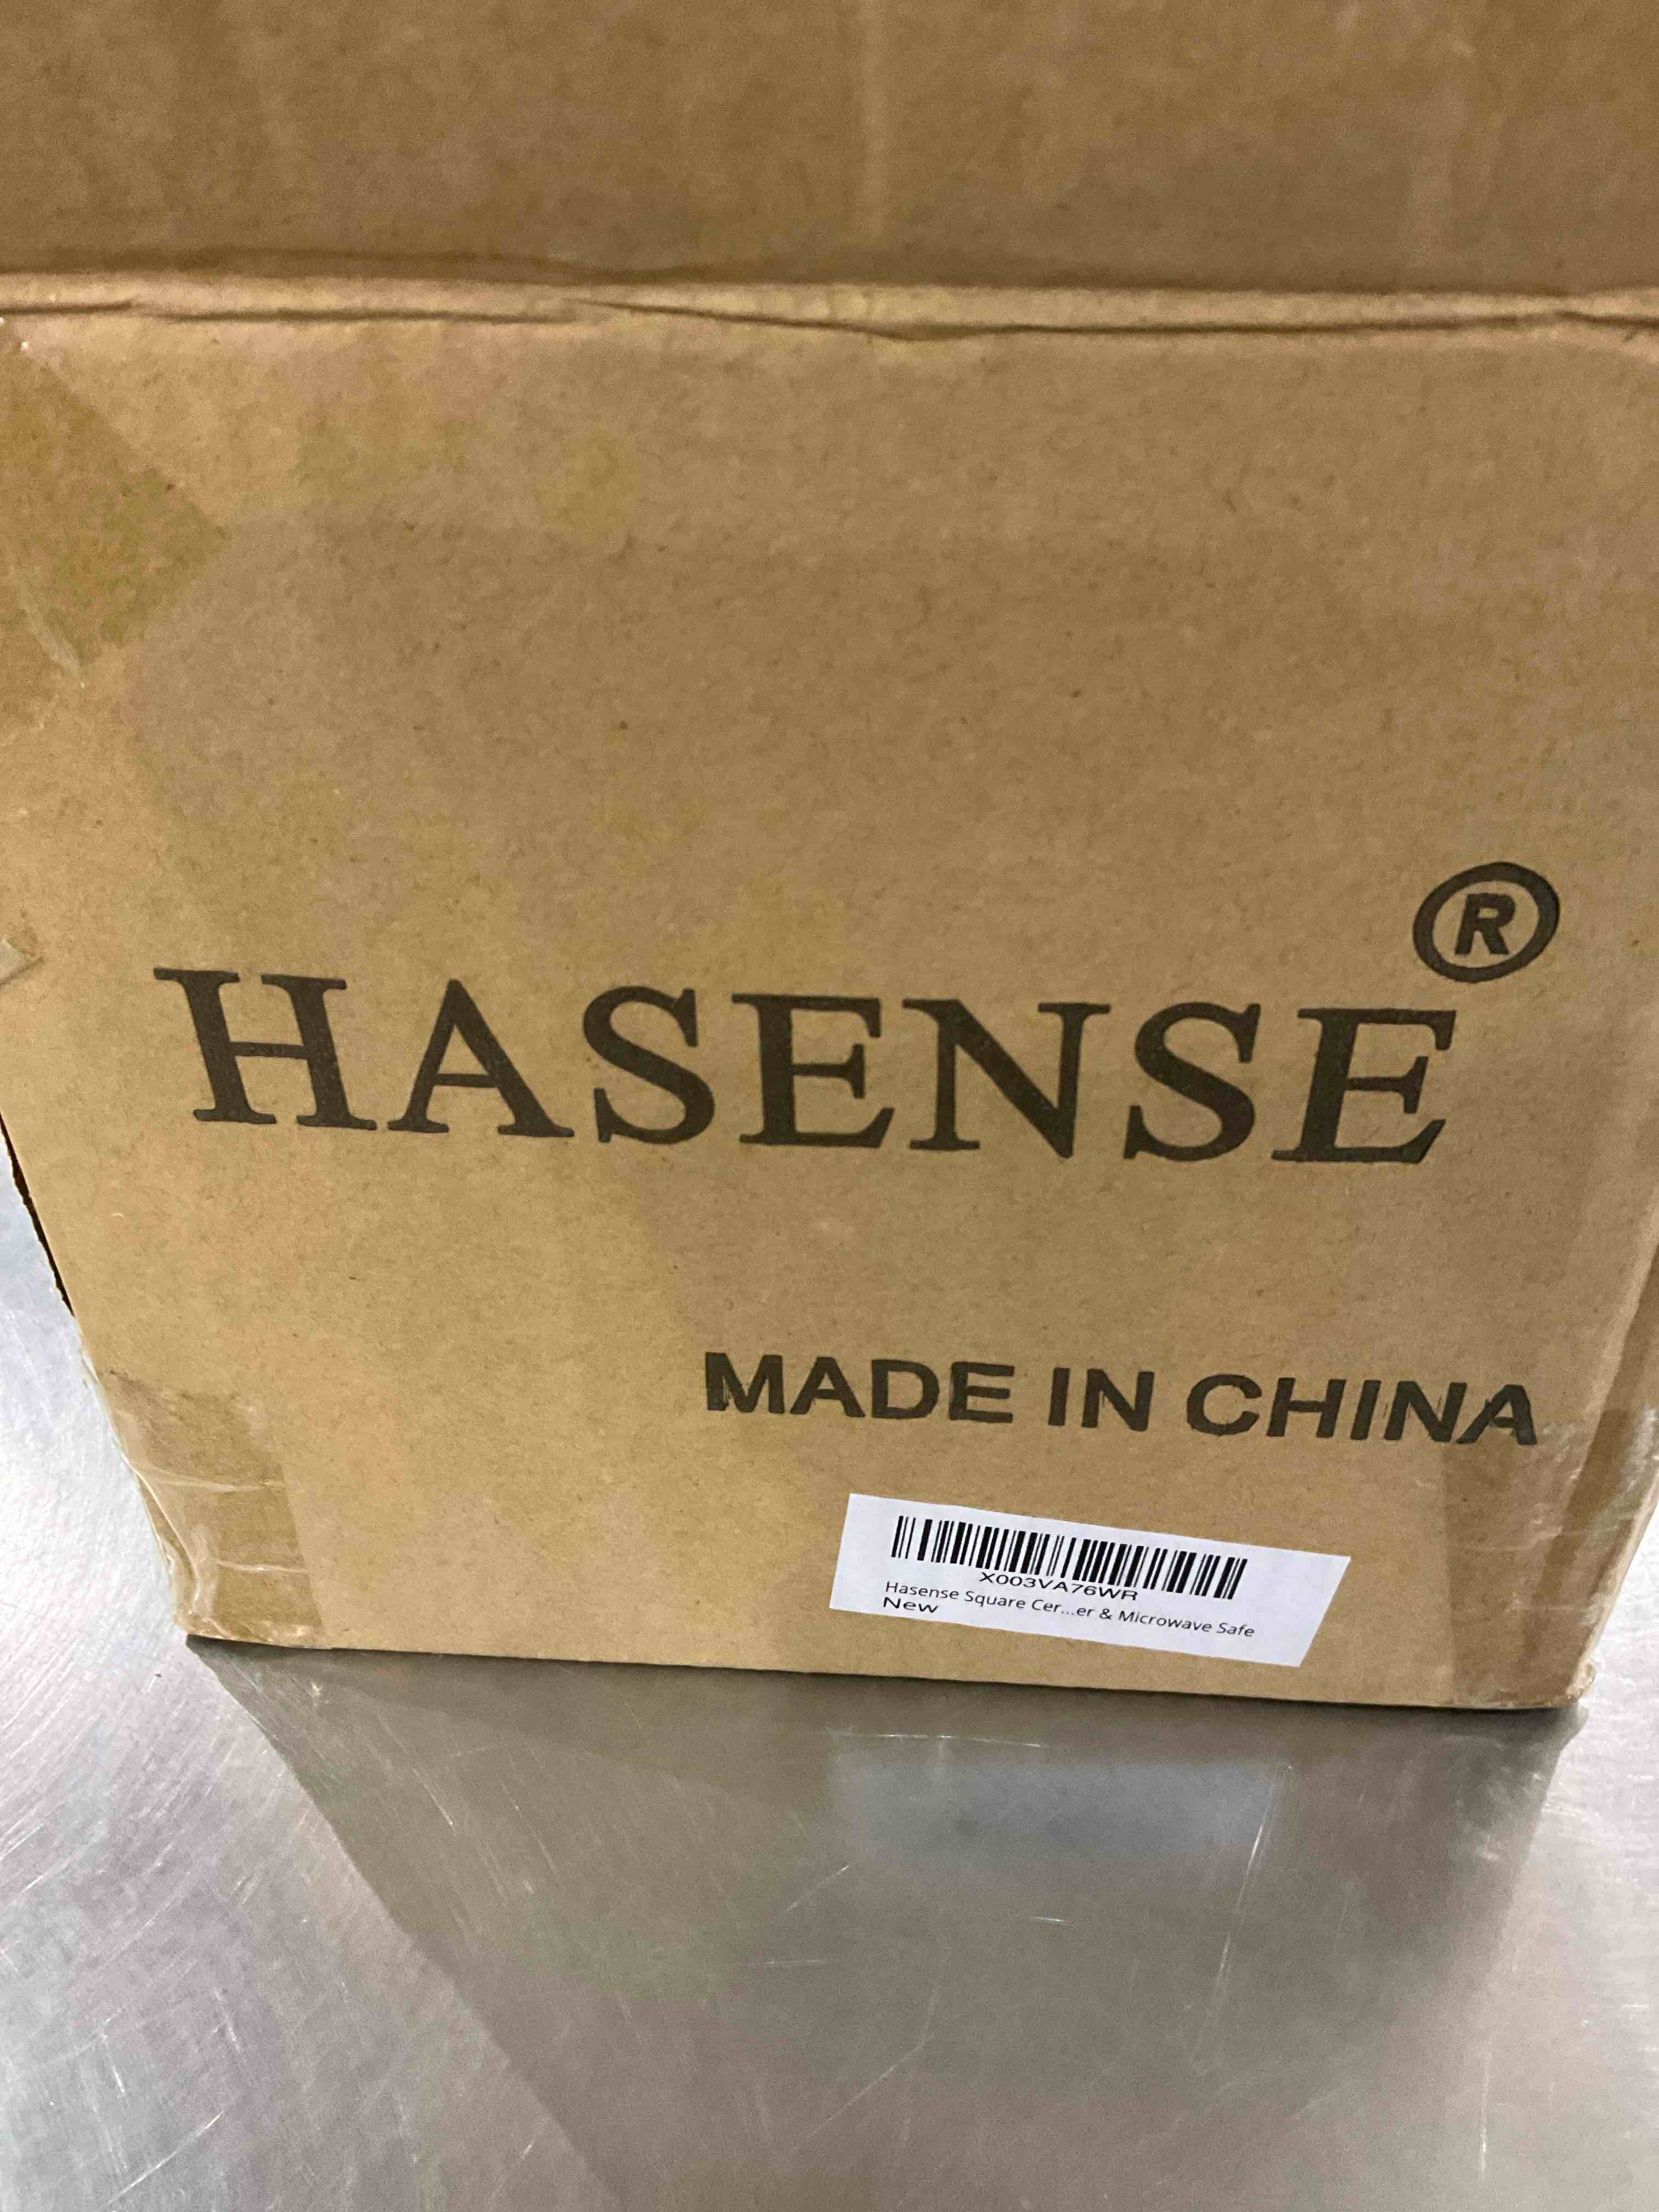 HASENSE®
MADE IN CHINA
X003VA76WR
Hasense Square Cer...er & Microwave Safe
New